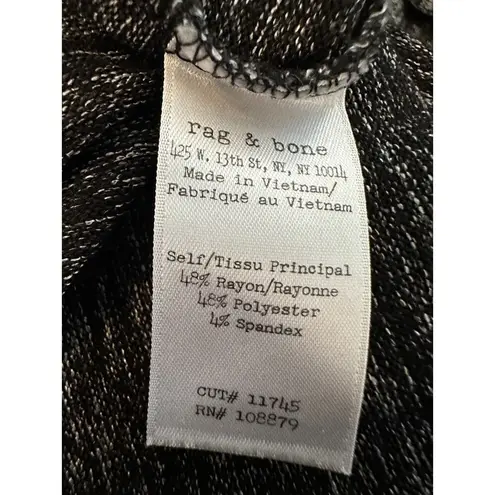 rag & bone
425 W. 13th St, NY, NY 10014
Made in Vietnam/
Fabriqué au Vietnam
Self/Tissu Principal
48% Rayon/Rayonne
48% Polyester
4% Spandex
CUT# 11745
RN# 108879